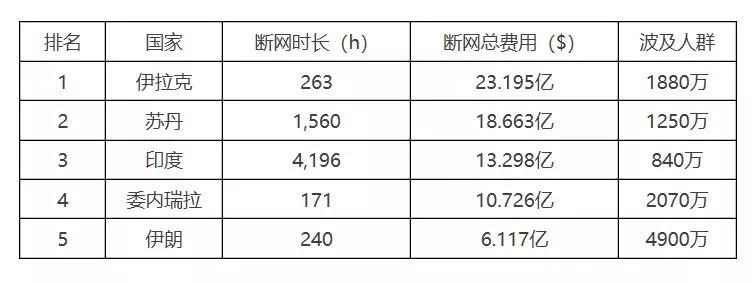 排名 国家 断网时长（h） 断网总费用（$） 波及人群
1 伊拉克 263 23.195亿 1880万
2 苏丹 1,560 18.663亿 1250万
3 印度 4,196 13.298亿 840万
4 委内瑞拉 171 10.726亿 2070万
5 伊朗 240 6.117亿 4900万